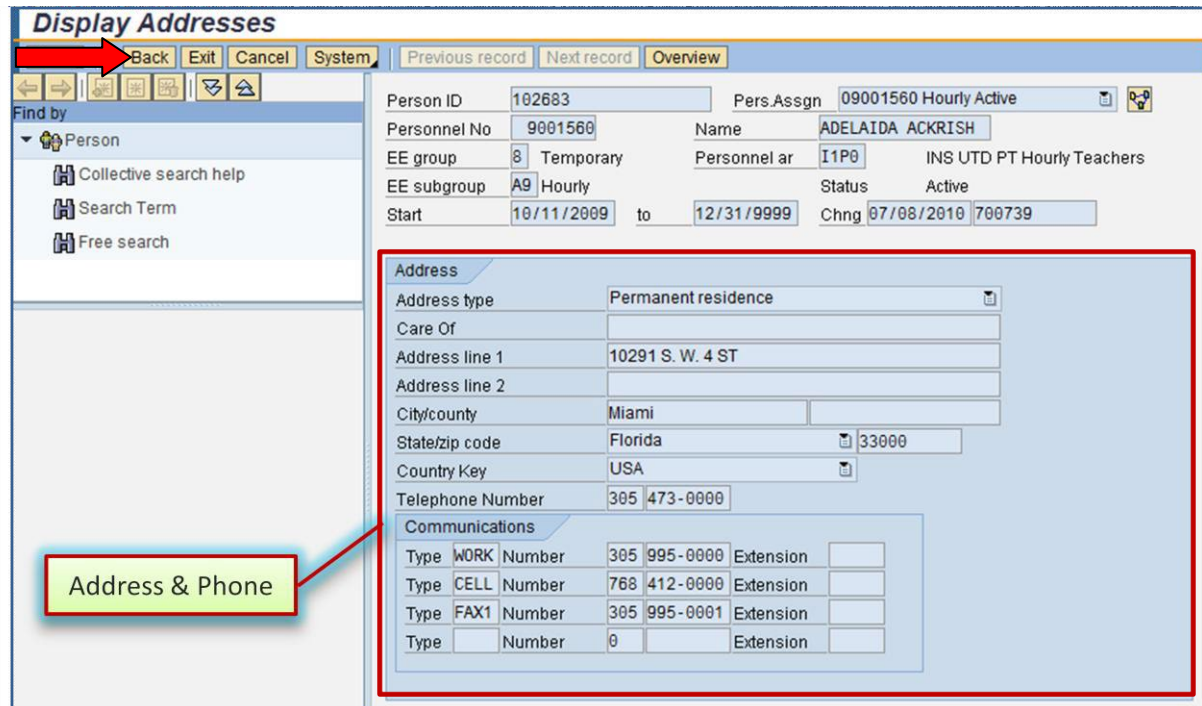 Display Addresses
Back Exit Cancel System Previous record Next record Overview
Find by
Person
Collective search help
Search Term
Free search
Person ID 102683 Pers.Assgn 09001560 Hourly Active
Personnel No 9001560 Name ADELAIDA ACKRISH
EE group 8 Temporary Personnel ar I1P0 INS UTD PT Hourly Teachers
EE subgroup A9 Hourly Status Active
Start 10/11/2009 to 12/31/9999 Chng 07/08/2010 700739
Address
Address type Permanent residence
Care Of
Address line 1 10291 S. W. 4 ST
Address line 2
City/county Miami
State/zip code Florida 33000
Country Key USA
Telephone Number 305 473-0000
Communications
Type WORK Number 305 995-0000 Extension
Type CELL Number 768 412-0000 Extension
Type FAX1 Number 305 995-0001 Extension
Type Number 0 Extension
Address & Phone